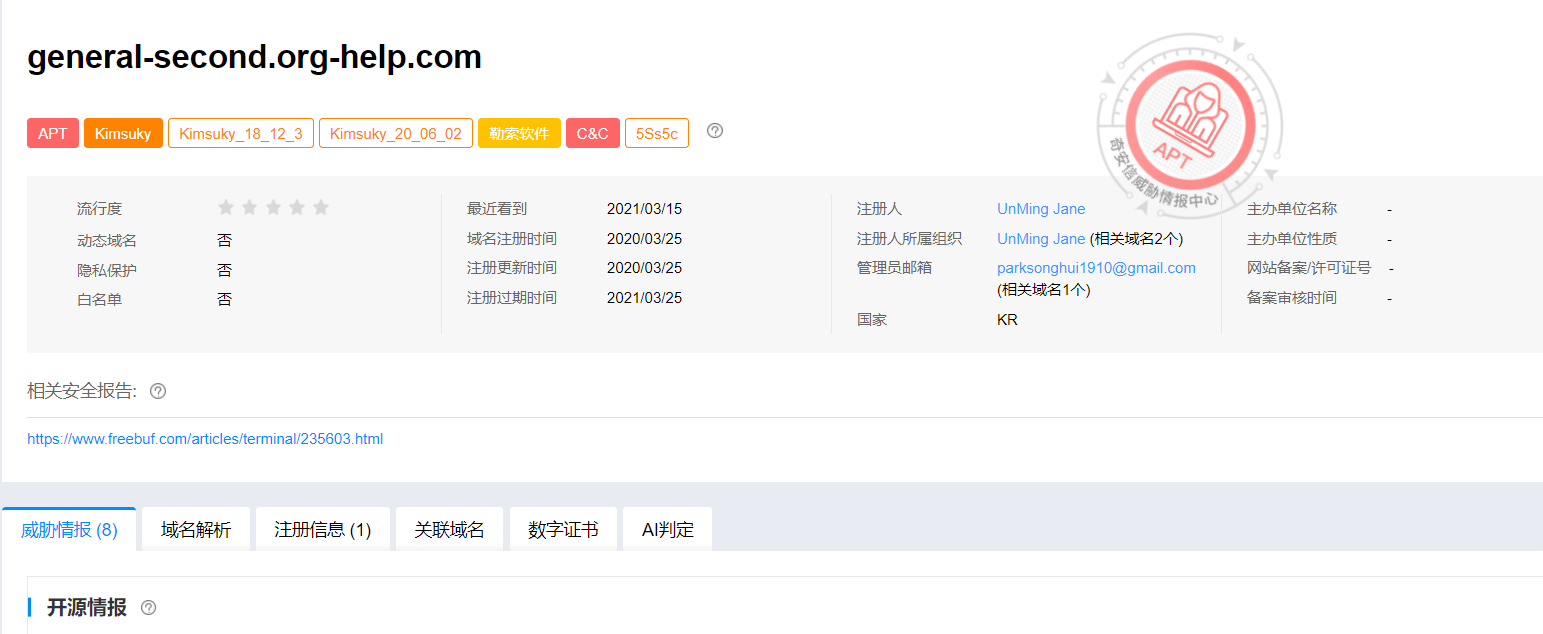 general-second.org-help.com
APT Kimsuky Kimsuky_18_12_3 Kimsuky_20_06_02 勒索软件 C&C 5Ss5c ?
APT
奇安信威胁情报中心
流行度
动态域名 否
隐私保护 否
白名单 否
最近看到 2021/03/15
域名注册时间 2020/03/25
注册更新时间 2020/03/25
注册过期时间 2021/03/25
注册人 UnMing Jane
注册人所属组织 UnMing Jane (相关域名2个)
管理员邮箱 parksonghui1910@gmail.com
(相关域名1个)
国家 KR
主办单位名称 -
主办单位性质 -
网站备案/许可证号 -
备案审核时间 -
相关安全报告: ?
https://www.freebuf.com/articles/terminal/235603.html
威胁情报 (8) 域名解析 注册信息 (1) 关联域名 数字证书 AI判定
开源情报 ?